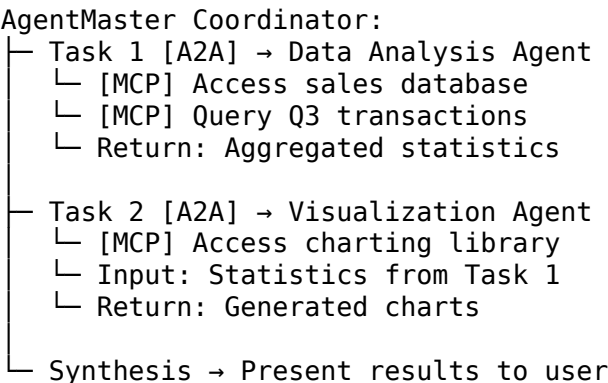 AgentMaster Coordinator:
├─ Task 1 [A2A] → Data Analysis Agent
│  └─ [MCP] Access sales database
│  └─ [MCP] Query Q3 transactions
│  └─ Return: Aggregated statistics
│
├─ Task 2 [A2A] → Visualization Agent
│  └─ [MCP] Access charting library
│  └─ Input: Statistics from Task 1
│  └─ Return: Generated charts
│
└─ Synthesis → Present results to user